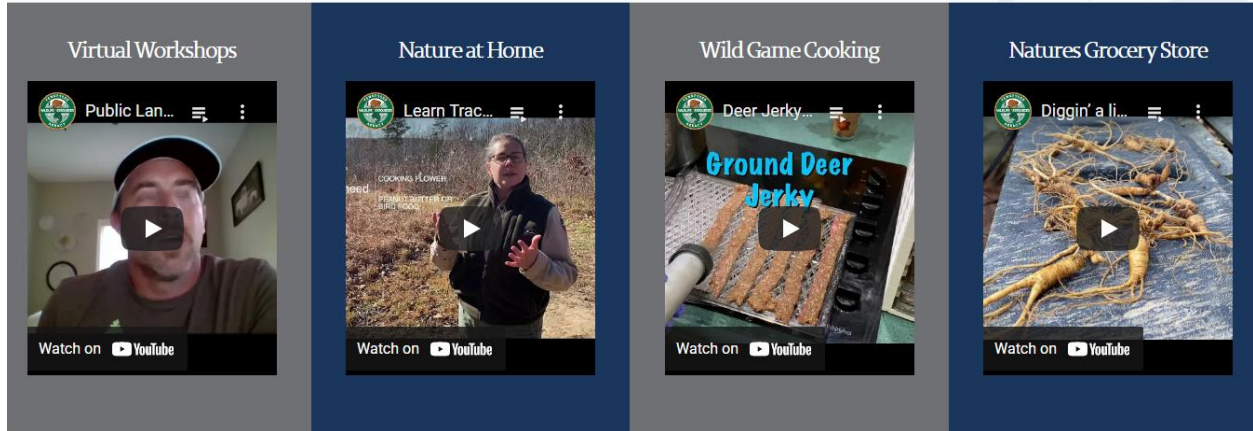 Virtual Workshops
Nature at Home
Wild Game Cooking
Natures Grocery Store
Public Lan...
Learn Trac...
Deer Jerky...
Diggin' a li...
need
COOKING FLOWER
PEANUT BUTTER OR
BIRD FOOD
Ground Deer
Jerky
Watch on YouTube
Watch on YouTube
Watch on YouTube
Watch on YouTube